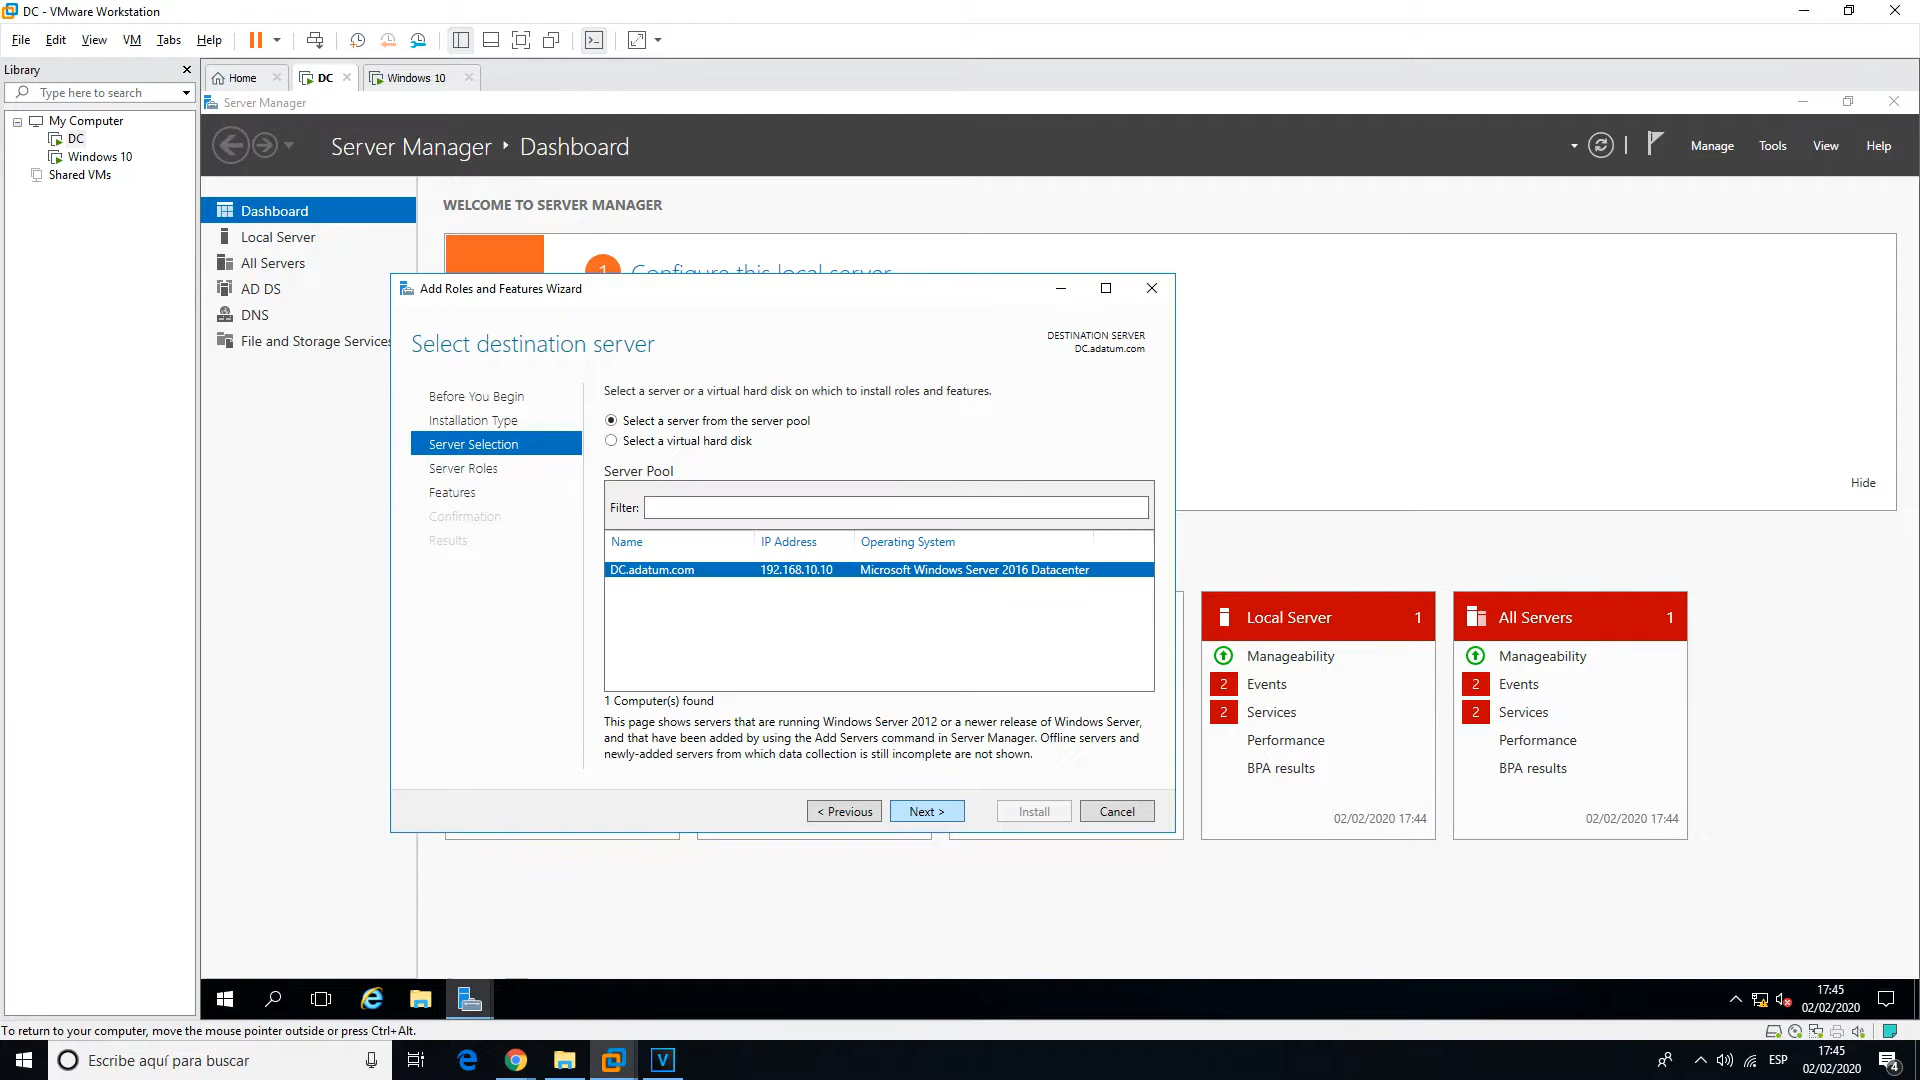 DC - VMware Workstation
File Edit View VM Tabs Help
Library
Type here to search
My Computer
DC
Windows 10
Shared VMs
Home
DC
Windows 10
Server Manager
Server Manager
Dashboard
Manage
Tools
View
Help
Dashboard
Local Server
All Servers
AD DS
DNS
File and Storage Services
WELCOME TO SERVER MANAGER
1 Configure this local server
Hide
Add Roles and Features Wizard
Select destination server
DESTINATION SERVER
DC.adatum.com
Before You Begin
Installation Type
Server Selection
Server Roles
Features
Confirmation
Results
Select a server or a virtual hard disk on which to install roles and features.
Select a server from the server pool
Select a virtual hard disk
Server Pool
Filter:
Name IP Address Operating System
DC.adatum.com 192.168.10.10 Microsoft Windows Server 2016 Datacenter
1 Computer(s) found
This page shows servers that are running Windows Server 2012 or a newer release of Windows Server,
and that have been added by using the Add Servers command in Server Manager. Offline servers and
newly-added servers from which data collection is still incomplete are not shown.
< Previous
Next >
Install
Cancel
Local Server 1
Manageability
2 Events
2 Services
Performance
BPA results
02/02/2020 17:44
All Servers 1
Manageability
2 Events
2 Services
Performance
BPA results
02/02/2020 17:44
17:45
02/02/2020
To return to your computer, move the mouse pointer outside or press Ctrl+Alt.
Escribe aquí para buscar
V
ESP
17:45
02/02/2020
4